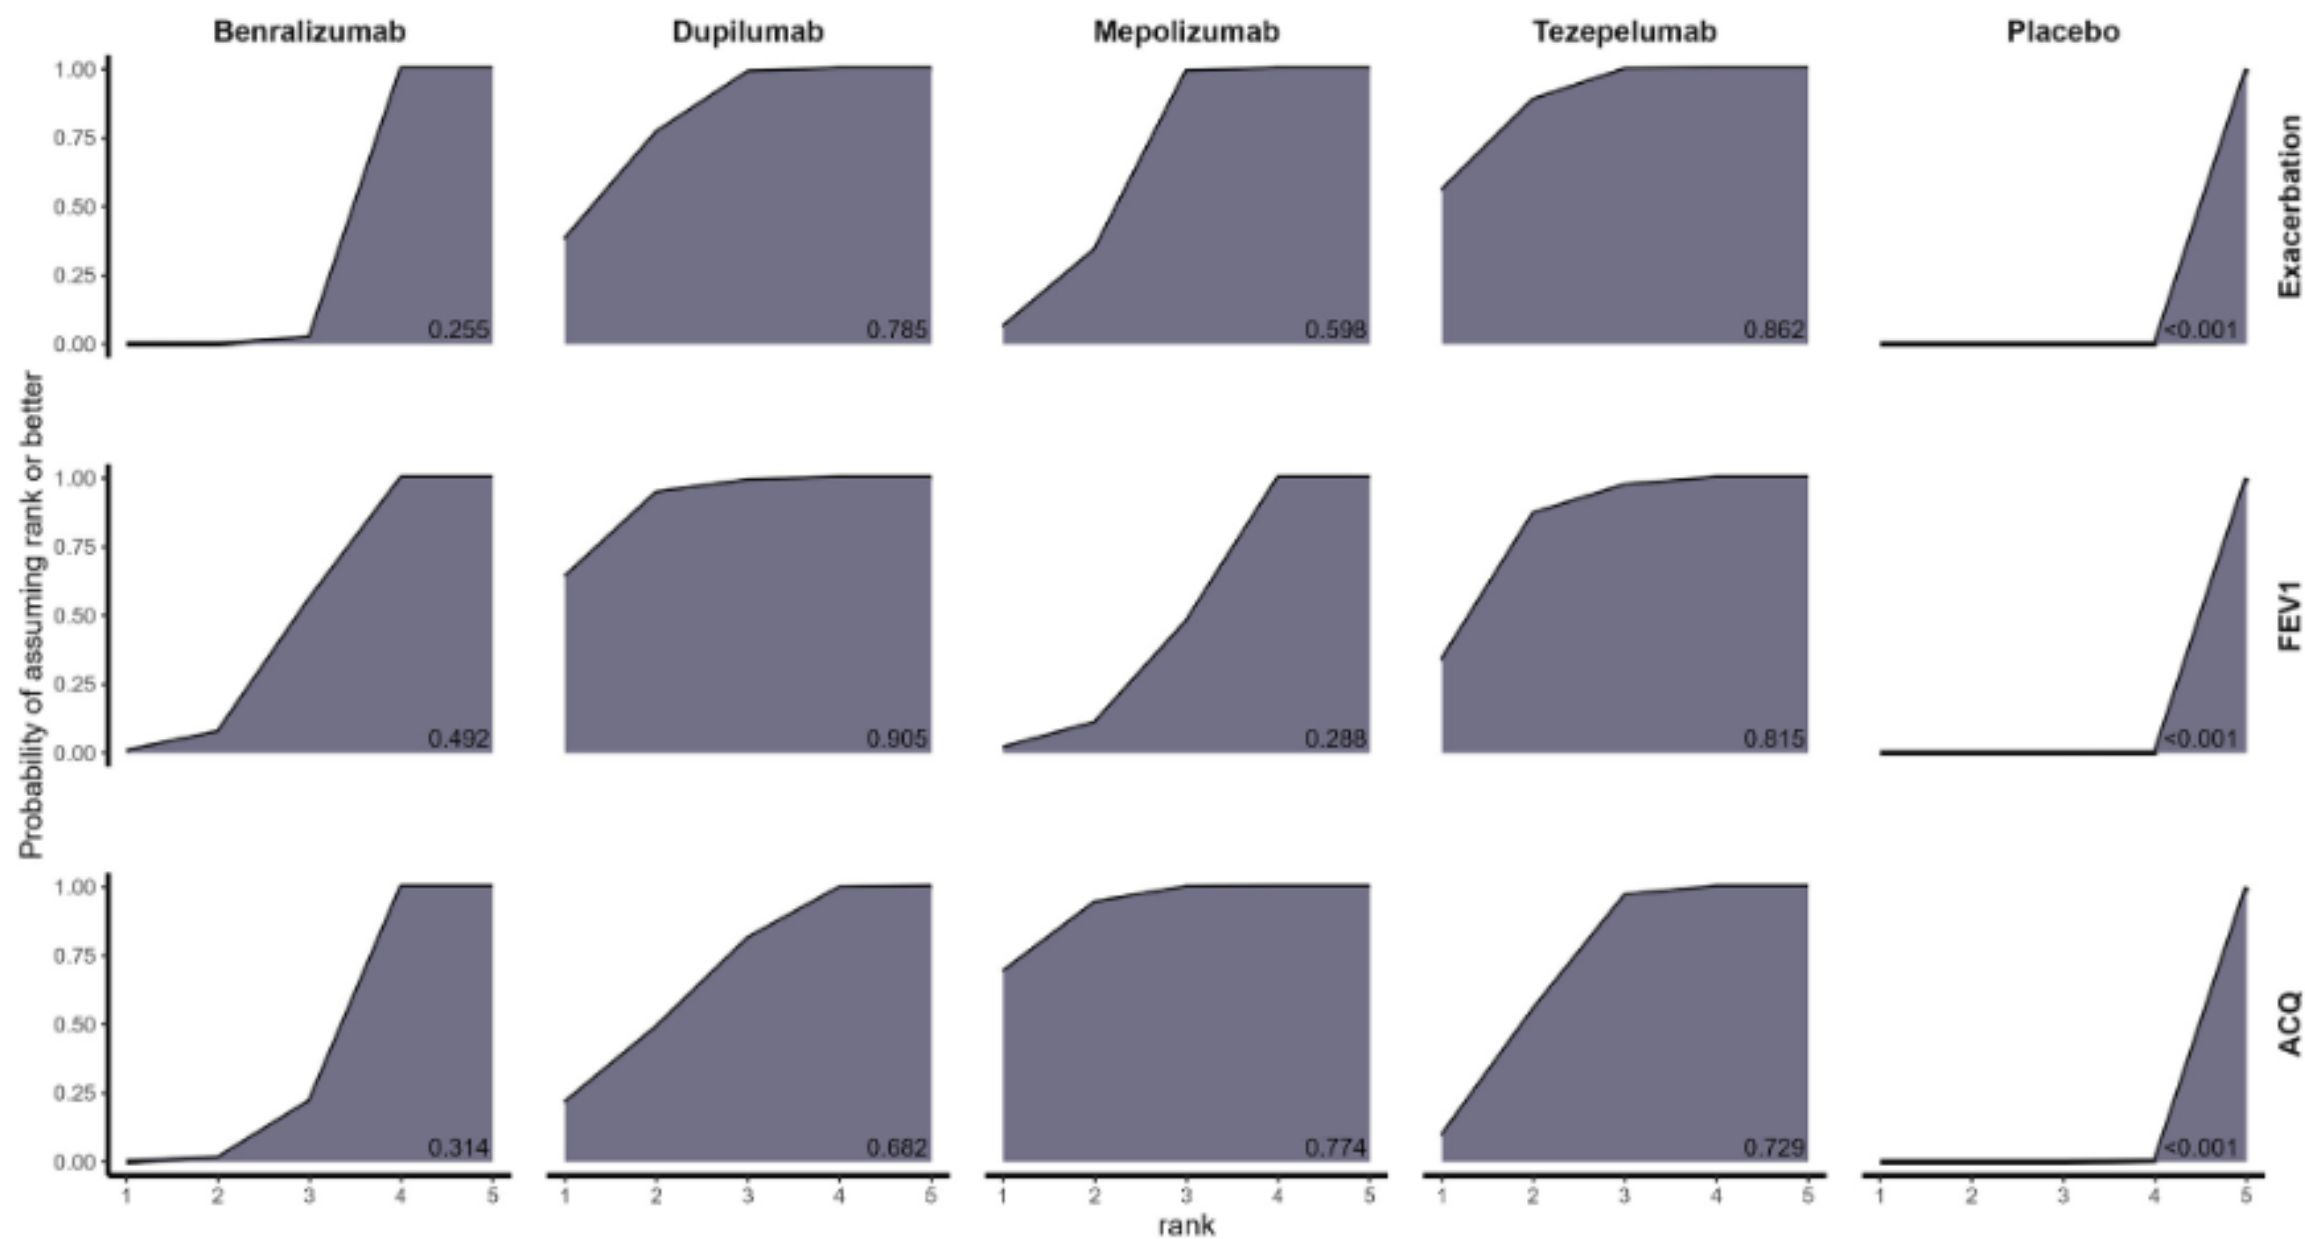 Benralizumab Dupilumab Mepolizumab Tezepelumab Placebo
1.00
0.75
0.50
0.25
0.00
0.255 0.785 0.598 0.862 <0.001
Exacerbation
Probability of assuming rank or better
1.00
0.75
0.50
0.25
0.00
0.492 0.905 0.288 0.815 <0.001
FEV1
1.00
0.75
0.50
0.25
0.00
0.314 0.682 0.774 0.729 <0.001
ACQ
1 2 3 4 5 1 2 3 4 5 1 2 3 4 5 1 2 3 4 5 1 2 3 4 5
rank